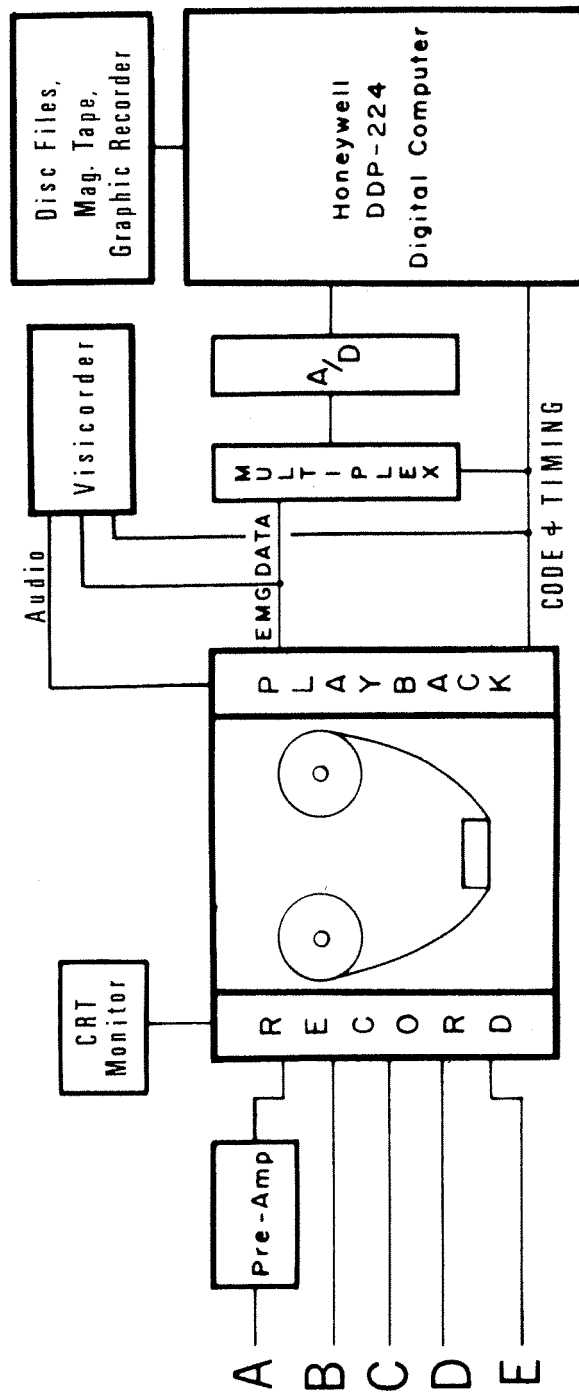 A
B
C
D
E
Pre-Amp
CRT
Monitor
RECORD
PLAYBACK
Audio
EMG DATA
CODE & TIMING
Visicorder
MULTIPLEX
A/D
Disc Files,
Mag. Tape,
Graphic Recorder
Honeywell
DDP-224
Digital Computer